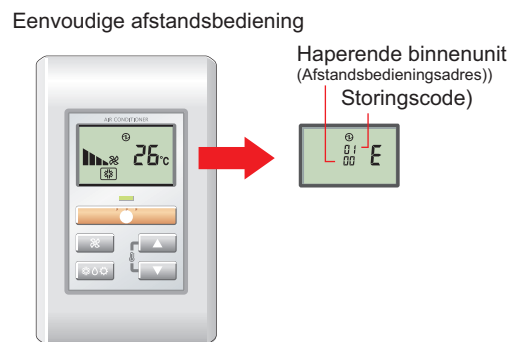 Eenvoudige afstandsbediening
Haperende binnenunit
(Afstandsbedieningsadres))
Storingscode)
AIR CONDITIONER
26°C
01
00 E